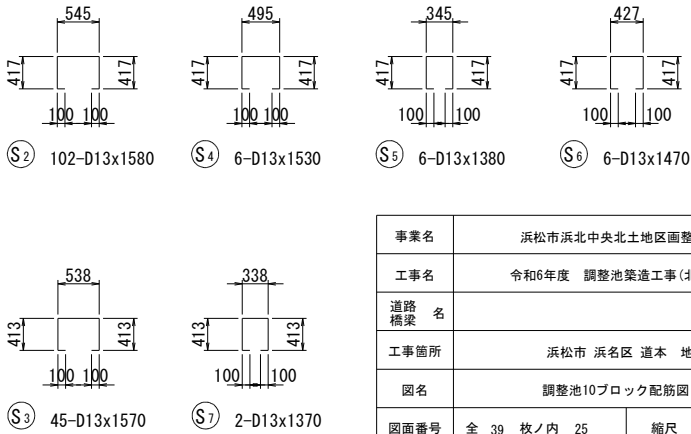 545
417
417
100 100
S2 102-D13x1580
495
417
417
100 100
S4 6-D13x1530
345
417
417
100 100
S5 6-D13x1380
427
417
417
100 100
S6 6-D13x1470
538
413
413
100 100
S3 45-D13x1570
338
413
413
100 100
S7 2-D13x1370
事業名 浜松市浜北中央北土地区画整
工事名 令和6年度 調整池築造工事(北
道路
橋梁 名
工事箇所 浜松市 浜名区 道本 地
図名 調整池10ブロック配筋図
図面番号 全 39 枚ノ内 25 縮尺